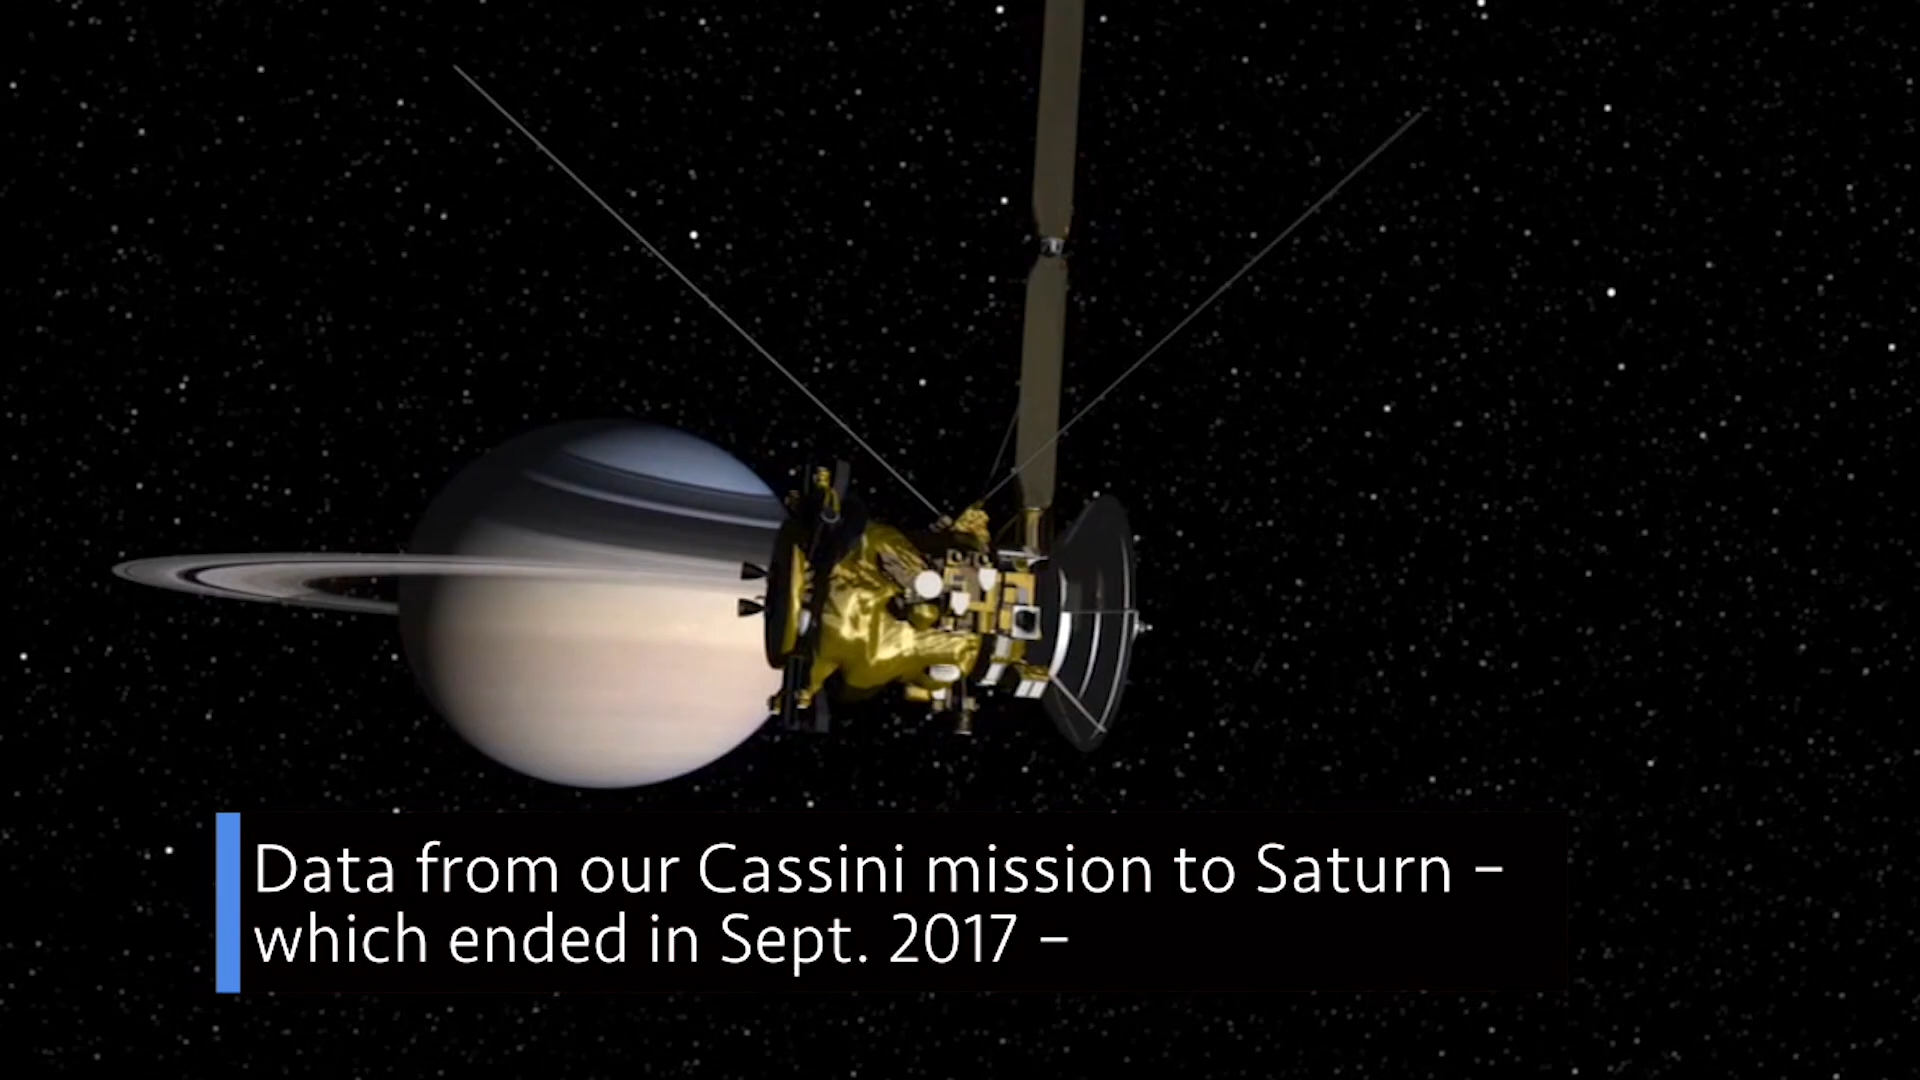 Data from our Cassini mission to Saturn –
which ended in Sept. 2017 –